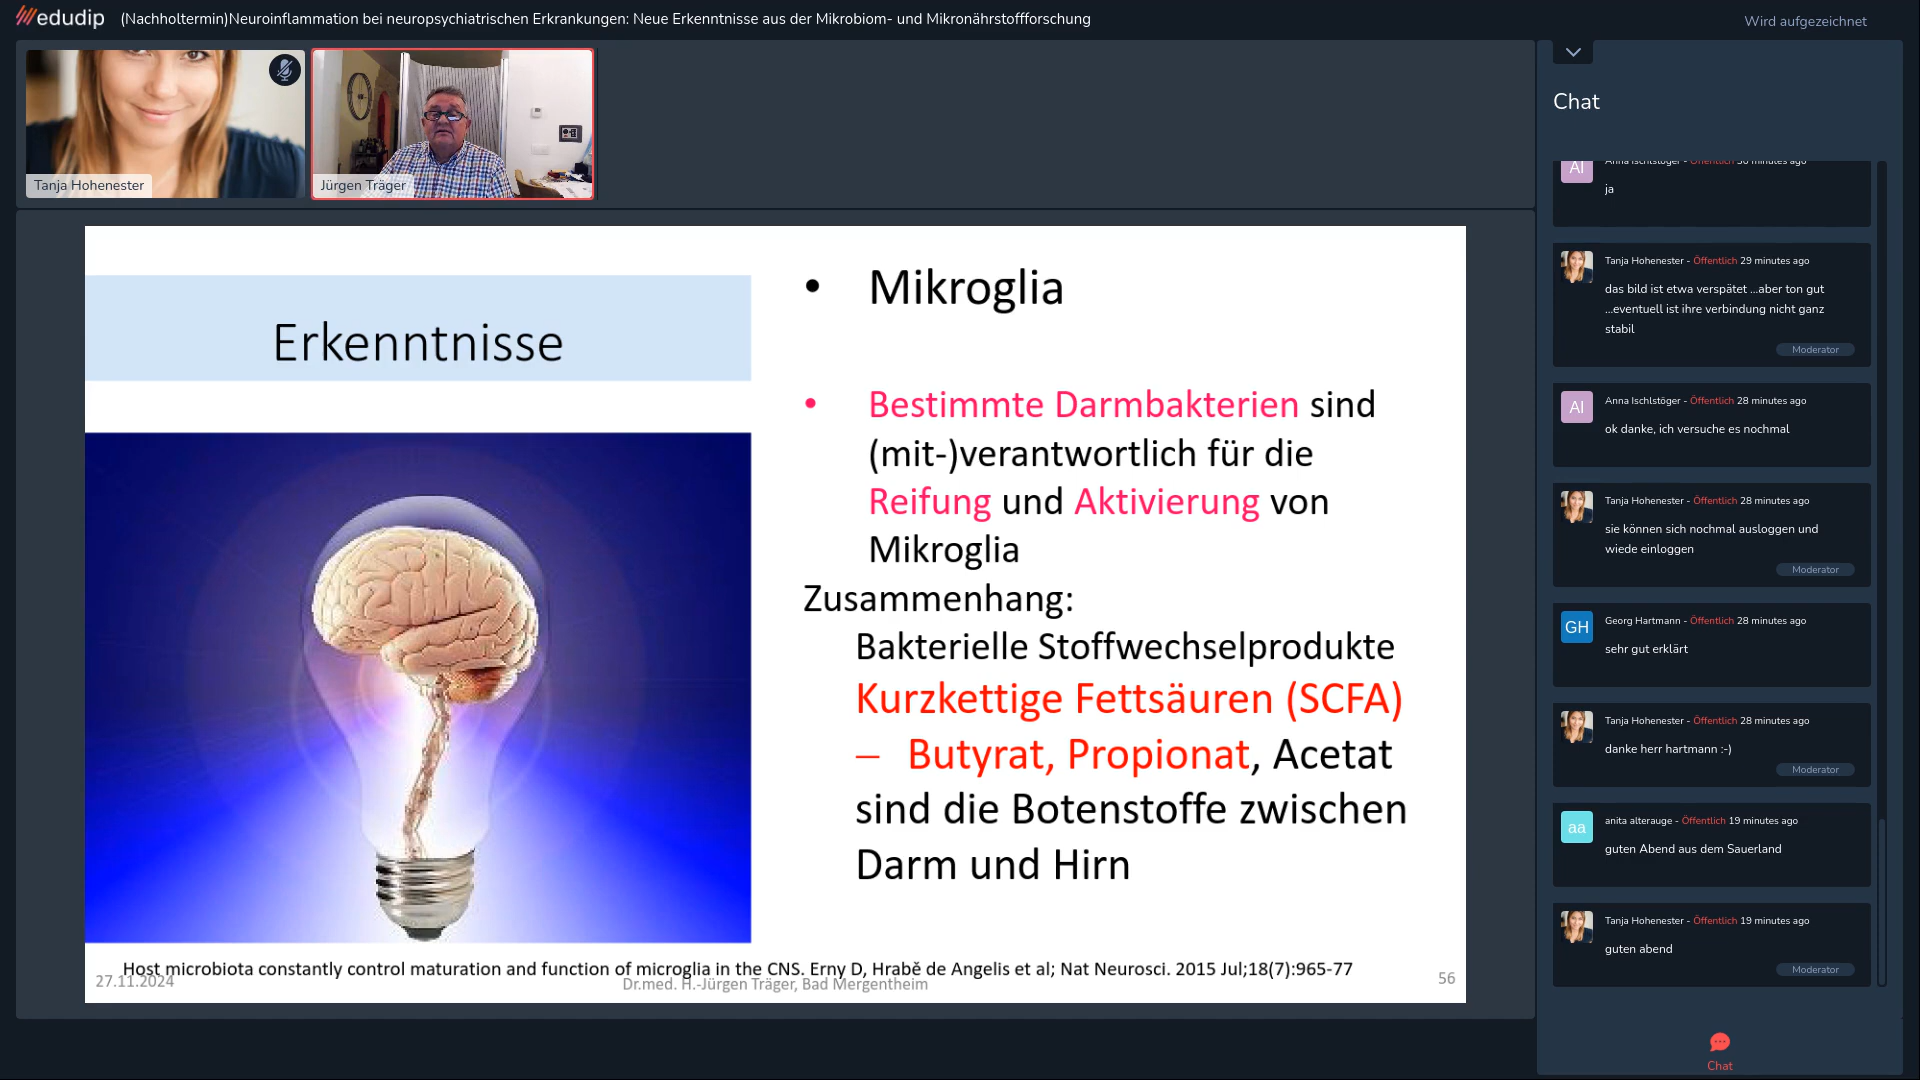 edudip
(Nachholtermin)Neuroinflammation bei neuropsychiatrischen Erkrankungen: Neue Erkenntnisse aus der Mikrobiom- und Mikronährstoffforschung
Wird aufgezeichnet
Tanja Hohenester
Jürgen Träger
Erkenntnisse
• Mikroglia
• Bestimmte Darmbakterien sind
(mit-)verantwortlich für die
Reifung und Aktivierung von
Mikroglia
Zusammenhang:
Bakterielle Stoffwechselprodukte
Kurzkettige Fettsäuren (SCFA)
– Butyrat, Propionat, Acetat
sind die Botenstoffe zwischen
Darm und Hirn
Host microbiota constantly control maturation and function of microglia in the CNS. Erny D, Hrabě de Angelis et al; Nat Neurosci. 2015 Jul;18(7):965-77
27.11.2024
Dr.med. H.-Jürgen Träger, Bad Mergentheim
56
Chat
AI
Anna Ischlstöger - Öffentlich 30 minutes ago
ja
Tanja Hohenester - Öffentlich 29 minutes ago
das bild ist etwa verspätet ...aber ton gut
...eventuell ist ihre verbindung nicht ganz
stabil
Moderator
AI
Anna Ischlstöger - Öffentlich 28 minutes ago
ok danke, ich versuche es nochmal
Tanja Hohenester - Öffentlich 28 minutes ago
sie können sich nochmal ausloggen und
wiede einloggen
Moderator
GH
Georg Hartmann - Öffentlich 28 minutes ago
sehr gut erklärt
Tanja Hohenester - Öffentlich 28 minutes ago
danke herr hartmann :-)
Moderator
aa
anita alterauge - Öffentlich 19 minutes ago
guten Abend aus dem Sauerland
Tanja Hohenester - Öffentlich 19 minutes ago
guten abend
Moderator
Chat